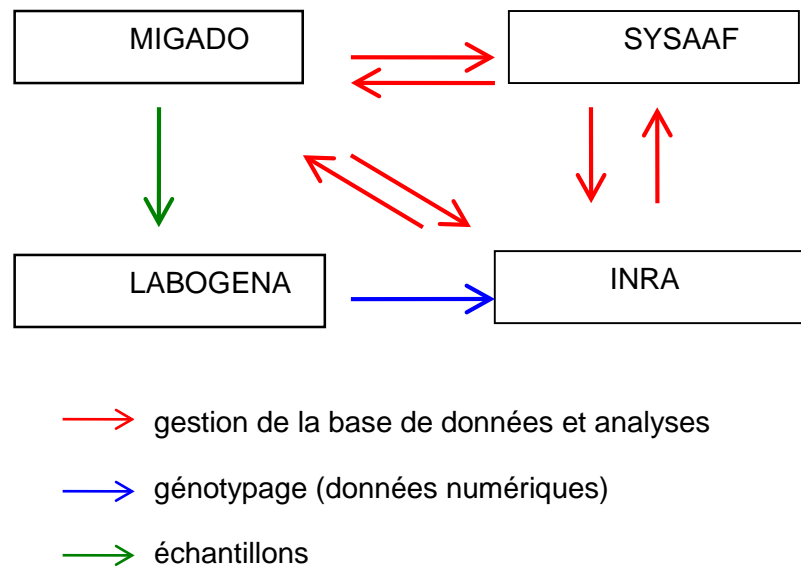 MIGADO
SYSAAF
LABOGENA
INRA
gestion de la base de données et analyses
génotypage (données numériques)
échantillons